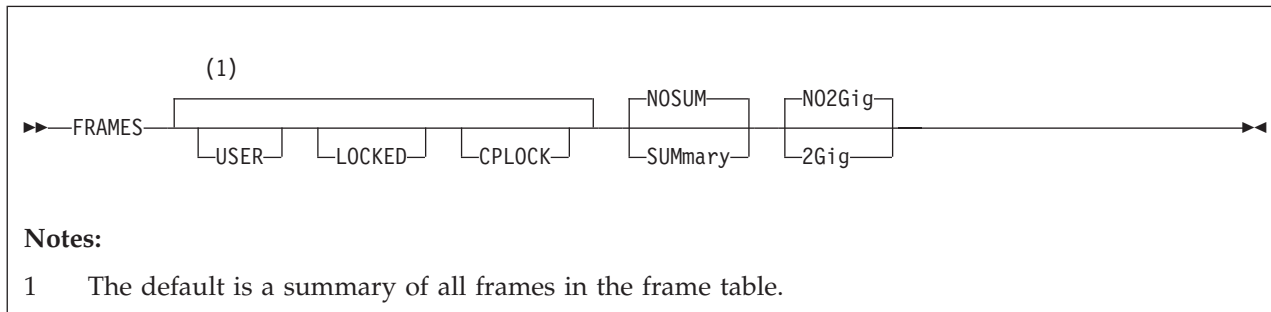 (1)
NOSUM NO2Gig
►►—FRAMES
USER LOCKED CPLOCK SUMmary 2Gig
Notes:
1 The default is a summary of all frames in the frame table.